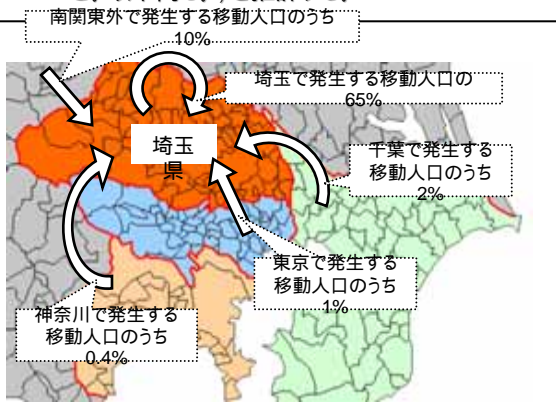 南関東外で発生する移動人口のうち
10%
埼玉で発生する移動人口の
65%
埼玉
県
千葉で発生する
移動人口のうち
2%
東京で発生する
移動人口のうち
1%
神奈川で発生する
移動人口のうち
0.4%